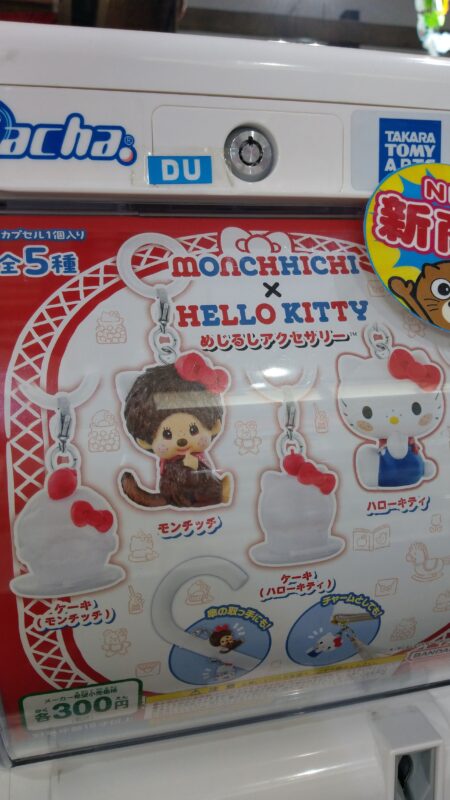 acha.
DU
TAKARA
TOMY
ARTS
新
カプセル1個入り
全5種
MONCHHICHI
×
HELLO KITTY
めじるしアクセサリー™
モンチッチ
ハローキティ
ケーキ
(モンチッチ)
ケーキ
(ハローキティ)
傘の取っ手にも!
チャームとしても!
メーカー希望小売価格
各300円
BANDAI